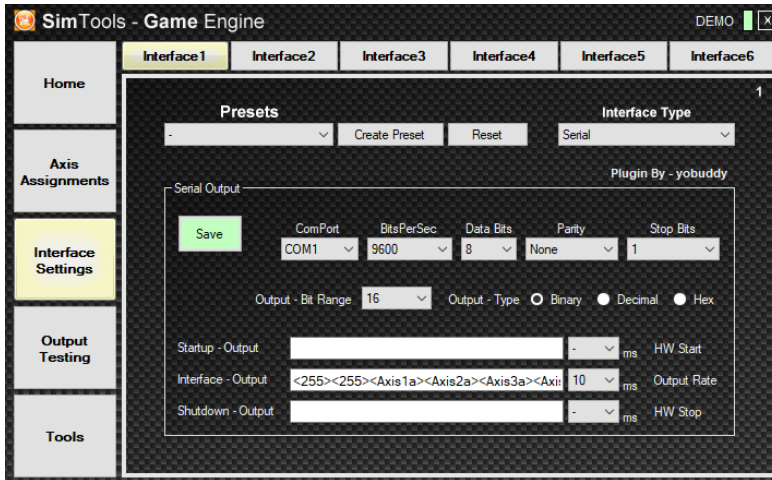 SimTools - Game Engine
DEMO
X
Interface1
Interface2
Interface3
Interface4
Interface5
Interface6
Home
Axis
Assignments
Interface
Settings
Output
Testing
Tools
1
Presets
Interface Type
-
Create Preset
Reset
Serial
Plugin By - yobuddy
Serial Output
Save
ComPort
BitsPerSec
Data Bits
Parity
Stop Bits
COM1
9600
8
None
1
Output - Bit Range
16
Output - Type
Binary
Decimal
Hex
Startup - Output
-
ms
HW Start
Interface - Output
<255><255><Axis1a><Axis2a><Axis3a><Axi
10
ms
Output Rate
Shutdown - Output
-
ms
HW Stop